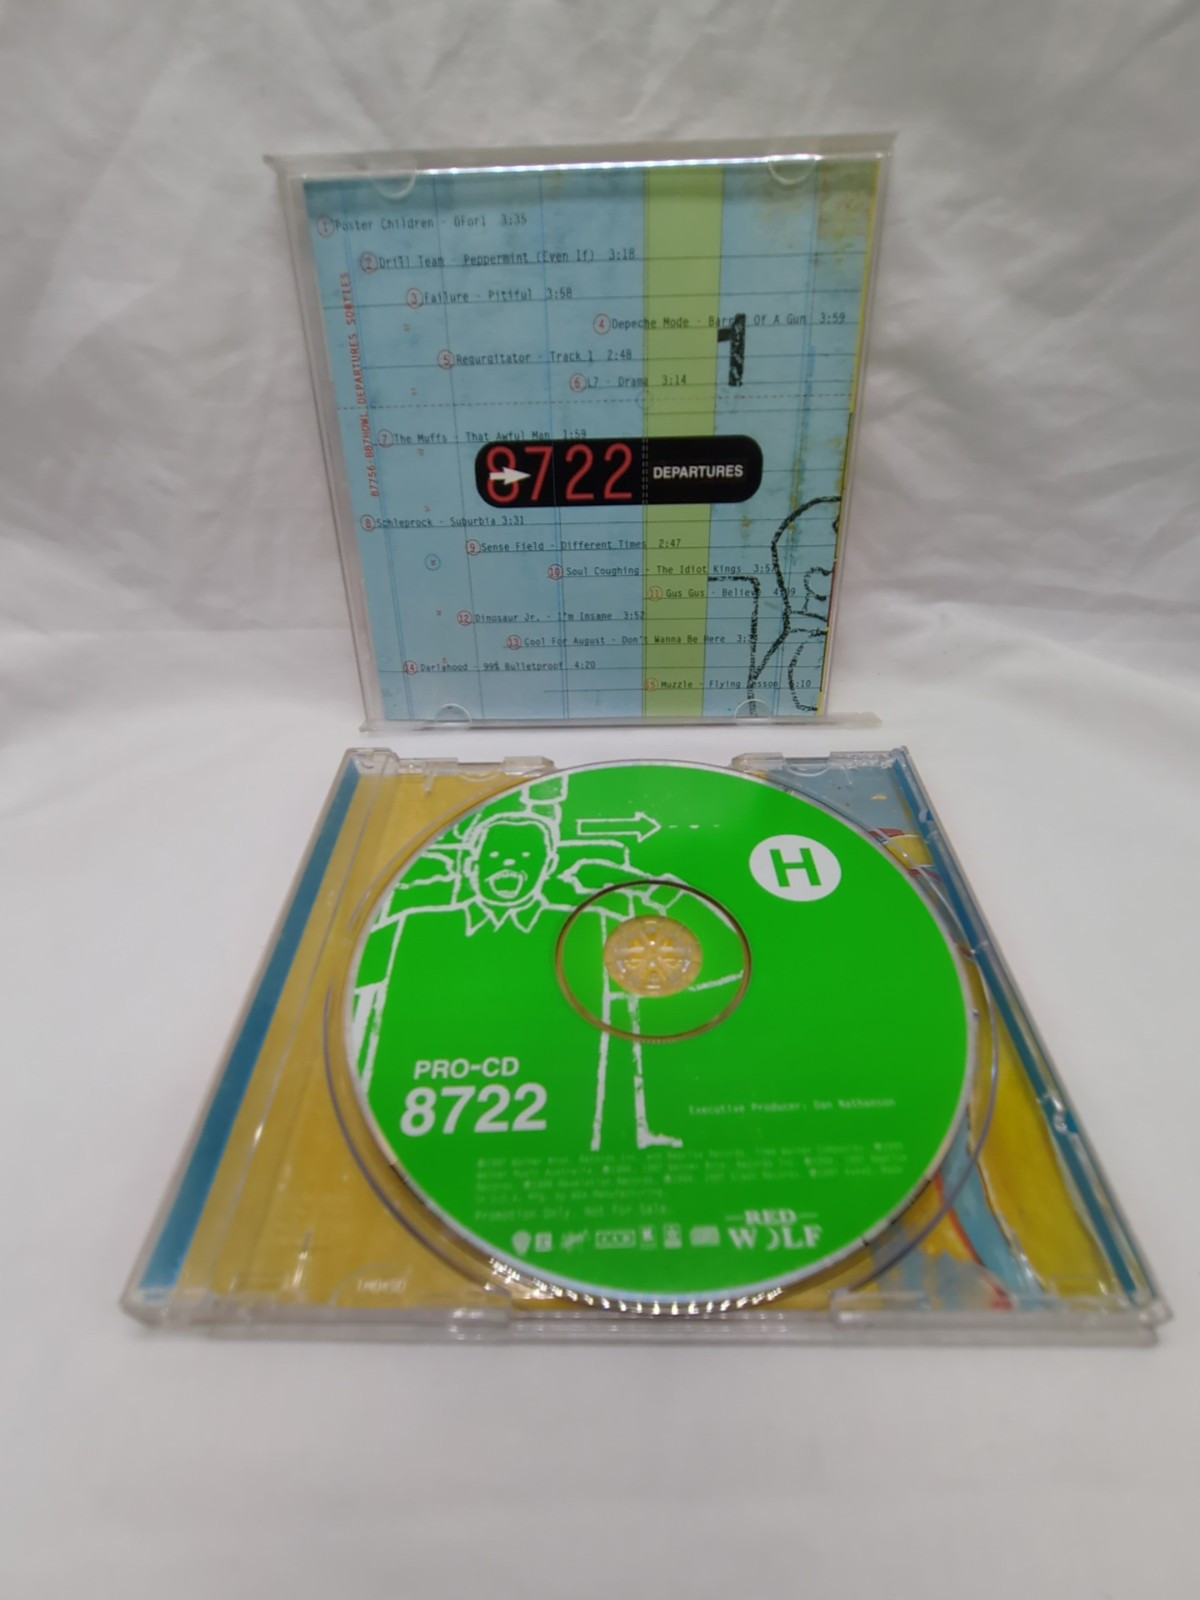 1 Poster Children - 0For1 3:35
2 Drill Team - Peppermint (Even If) 3:18
3 Failure - Pitiful 3:58
4 Depeche Mode - Barrel Of A Gun 3:59
1
5 Regurgitator - Track 1 2:48
6 L7 - Drama 3:14
7 The Muffs - That Awful Man 1:59
8722 DEPARTURES
8 Schleprock - Suburbia 3:31
9 Sense Field - Different Times 2:47
10 Soul Coughing - The Idiot Kings 3:57
11 Gus Gus - Believe
12 Dinosaur Jr. - I'm Insane 3:52
13 Cool For August - Don't Wanna Be Here
14 Darlahood - 99% Bulletproof 4:20
15 Muzzle - Flying Lesson
DEPARTURES SORTIES
H
PRO-CD
8722
Executive Producer: Dan Nathanson
Promotion Only. Not For Sale.
RED
WOLF